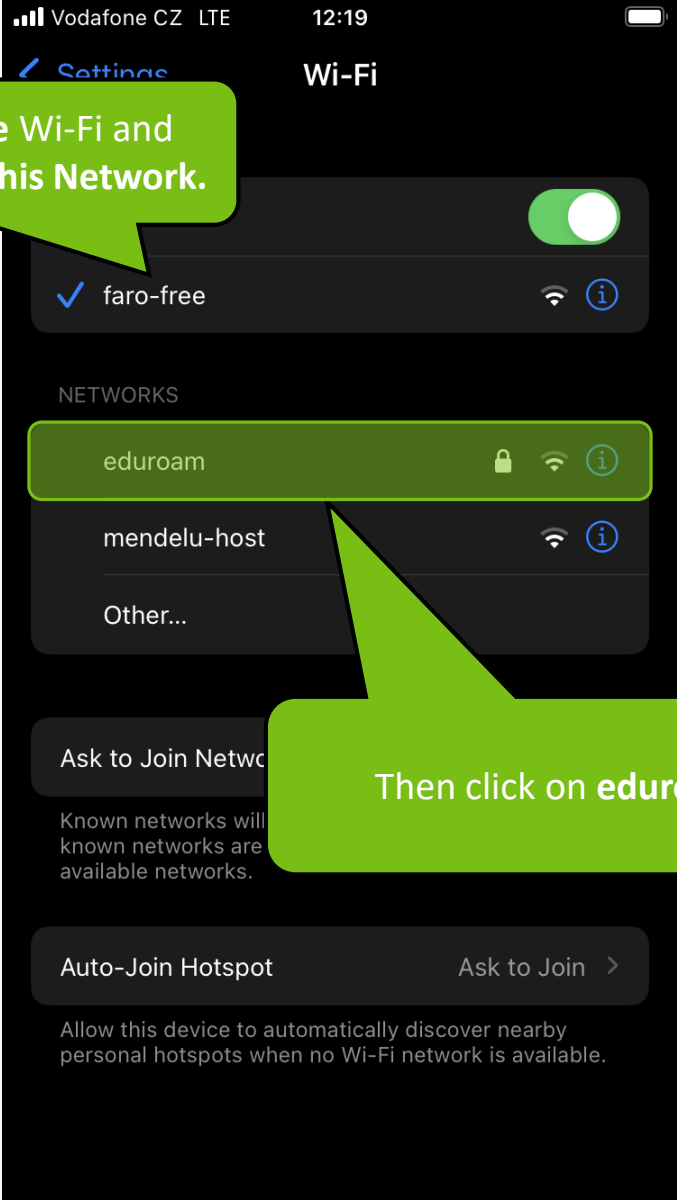 Vodafone CZ LTE 12:19
Settings Wi-Fi
Wi-Fi and
his Network.
faro-free
NETWORKS
eduroam
mendelu-host
Other...
Then click on edur
Ask to Join Netwo
Known networks will
known networks are
available networks.
Auto-Join Hotspot Ask to Join
Allow this device to automatically discover nearby
personal hotspots when no Wi-Fi network is available.